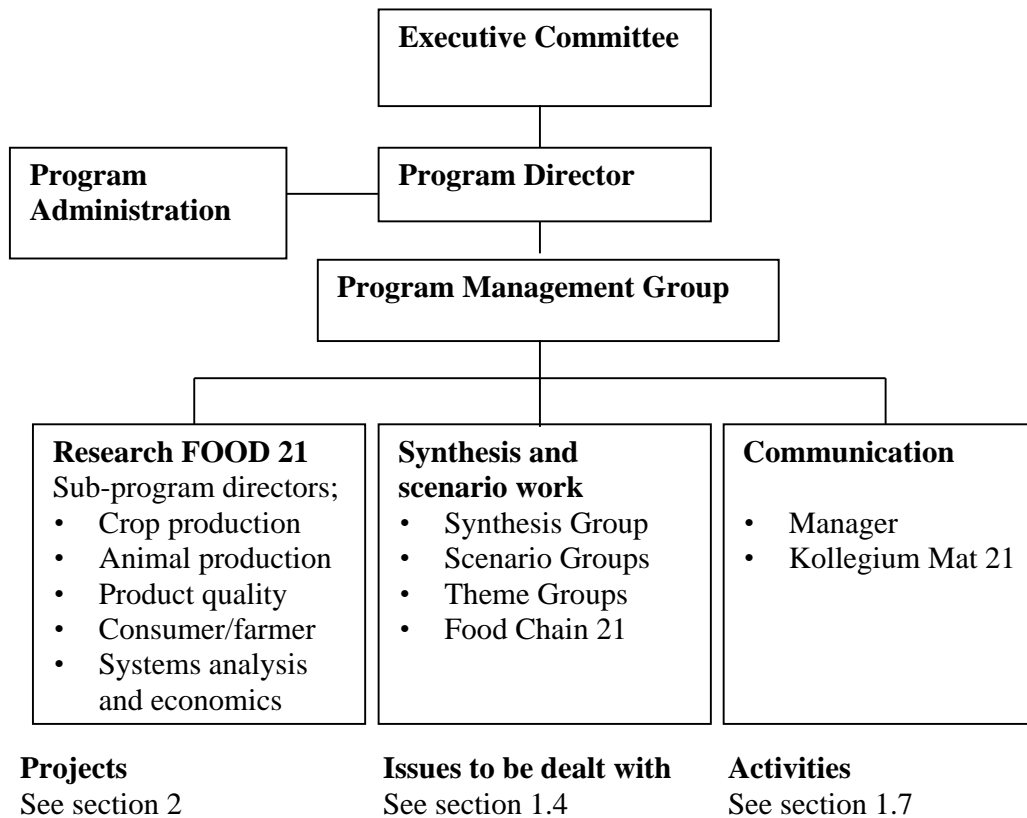 Executive Committee
Program
Administration
Program Director
Program Management Group
Research FOOD 21
Sub-program directors;
• Crop production
• Animal production
• Product quality
• Consumer/farmer
• Systems analysis
and economics
Synthesis and
scenario work
• Synthesis Group
• Scenario Groups
• Theme Groups
• Food Chain 21
Communication
• Manager
• Kollegium Mat 21
Projects
See section 2
Issues to be dealt with
See section 1.4
Activities
See section 1.7